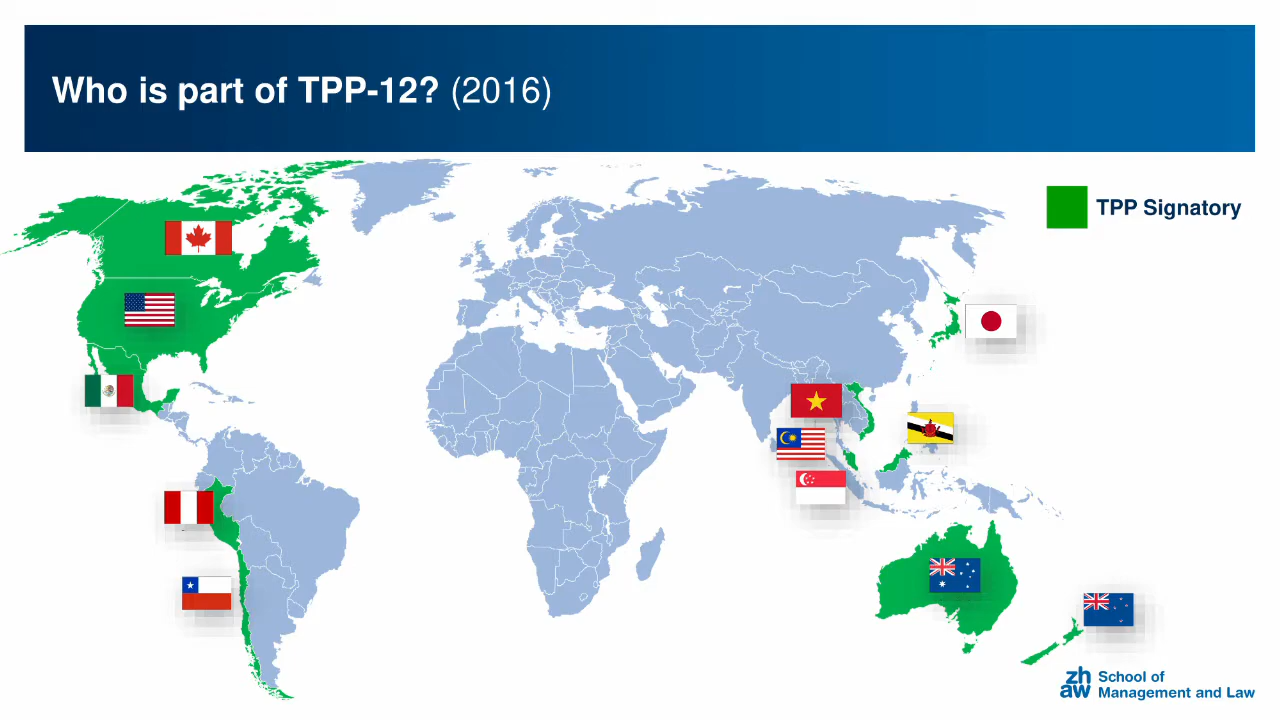 Who is part of TPP-12? (2016)
TPP Signatory
zh
aw
School of
Management and Law